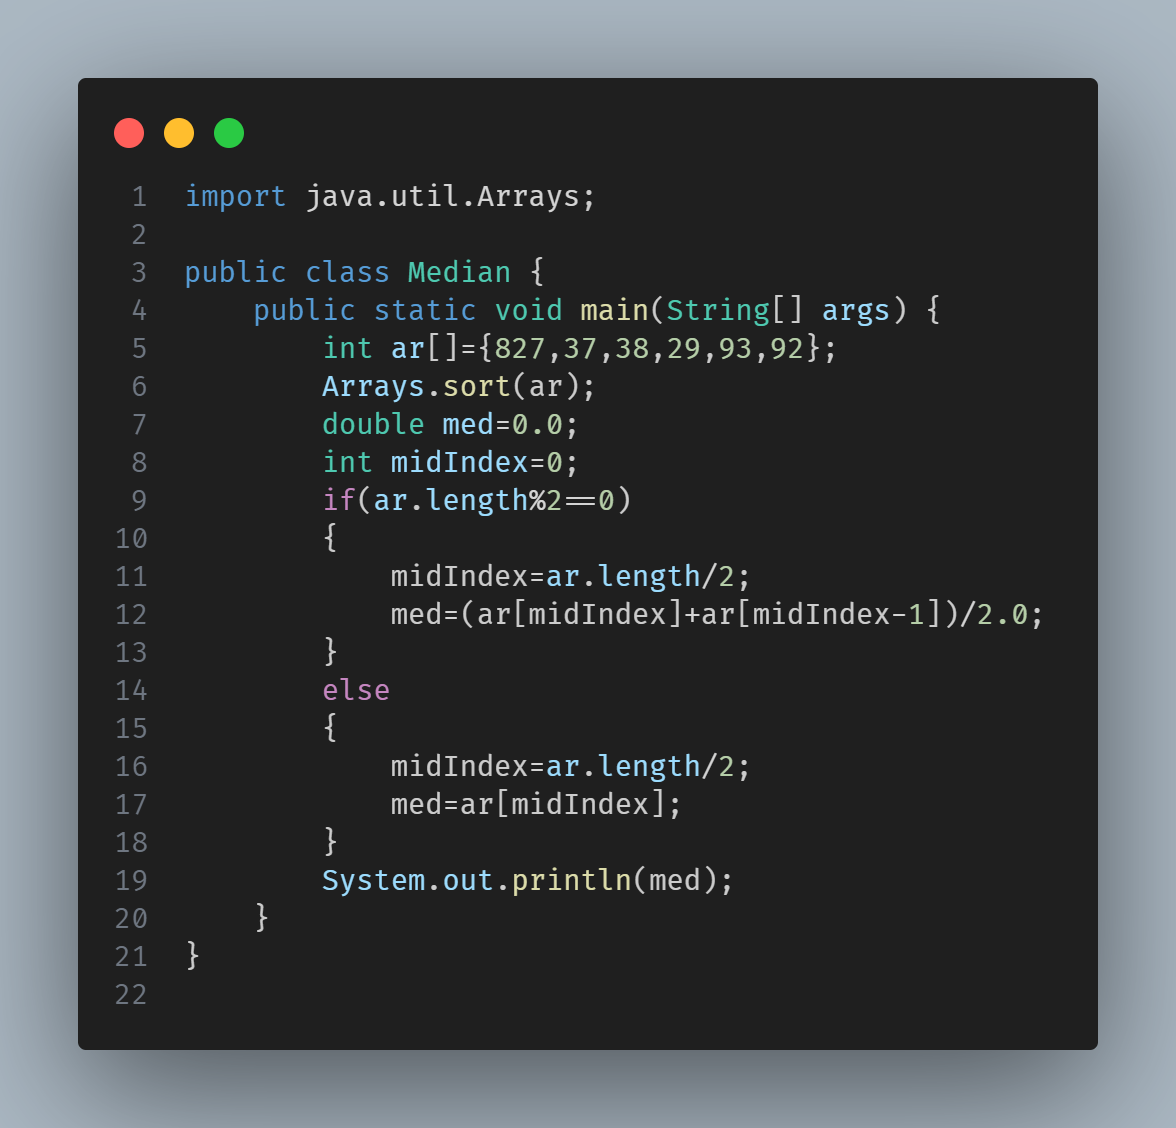 1 import java.util.Arrays;
2
3 public class Median {
4     public static void main(String[] args) {
5         int ar[]={827,37,38,29,93,92};
6         Arrays.sort(ar);
7         double med=0.0;
8         int midIndex=0;
9         if(ar.length%2==0)
10         {
11             midIndex=ar.length/2;
12             med=(ar[midIndex]+ar[midIndex-1])/2.0;
13         }
14         else
15         {
16             midIndex=ar.length/2;
17             med=ar[midIndex];
18         }
19         System.out.println(med);
20     }
21 }
22